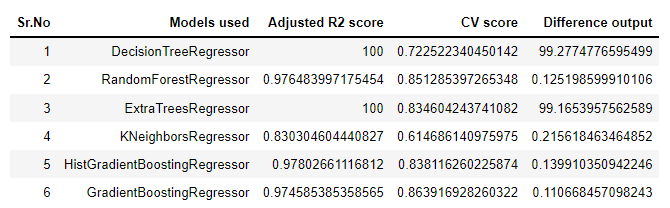 Sr.No Models used Adjusted R2 score CV score Difference output
1 DecisionTreeRegressor 100 0.722522340450142 99.2774776595499
2 RandomForestRegressor 0.976483997175454 0.851285397265348 0.125198599910106
3 ExtraTreesRegressor 100 0.834604243741082 99.1653957562589
4 KNeighborsRegressor 0.830304604440827 0.614686140975975 0.215618463464852
5 HistGradientBoostingRegressor 0.97802661116812 0.838116260225874 0.139910350942246
6 GradientBoostingRegressor 0.974585385358565 0.863916928260322 0.110668457098243